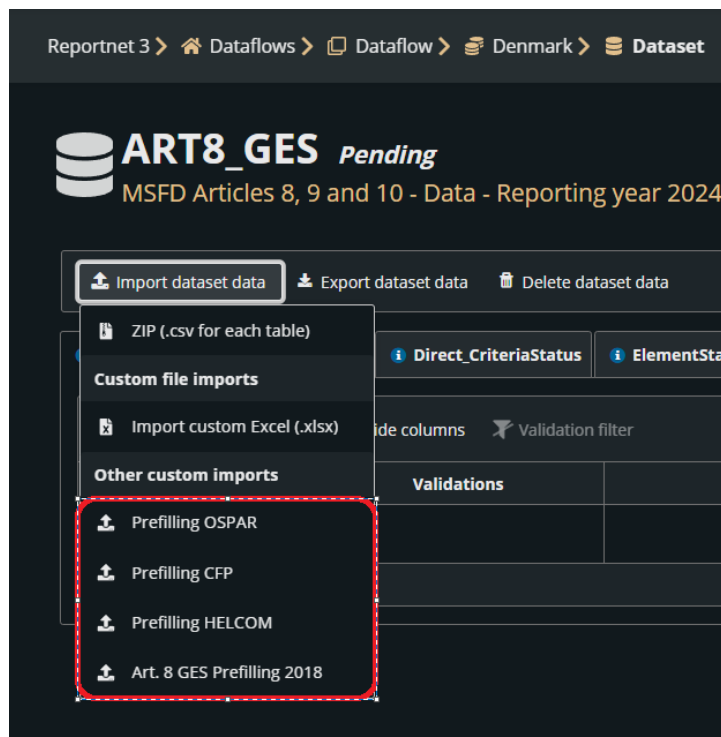 Reportnet 3 Dataflows Dataflow Denmark Dataset
ART8_GES Pending
MSFD Articles 8, 9 and 10 - Data - Reporting year 2024
Import dataset data Export dataset data Delete dataset data
ZIP (.csv for each table)
Direct_CriteriaStatus ElementSta
Custom file imports
Import custom Excel (.xlsx) ide columns Validation filter
Other custom imports
Validations
Prefilling OSPAR
Prefilling CFP
Prefilling HELCOM
Art. 8 GES Prefilling 2018